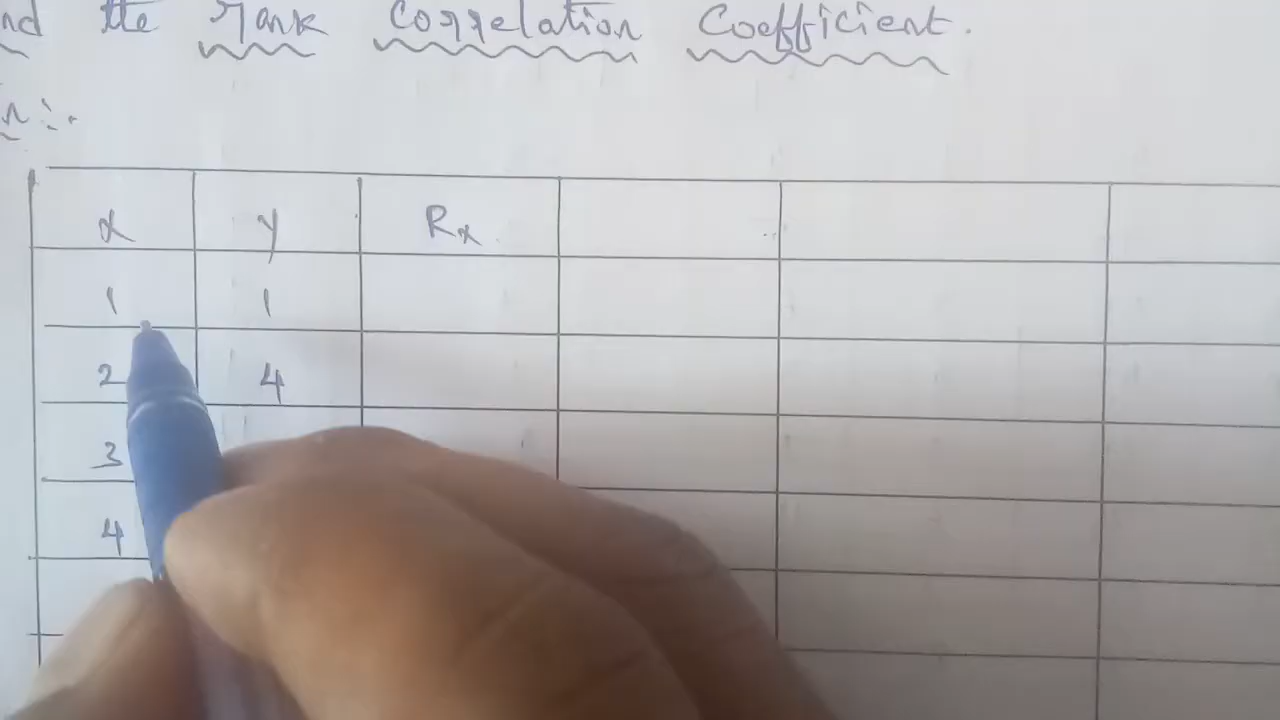 the rank correlation coefficient.
x y Rx
1 1
2 4
3
4